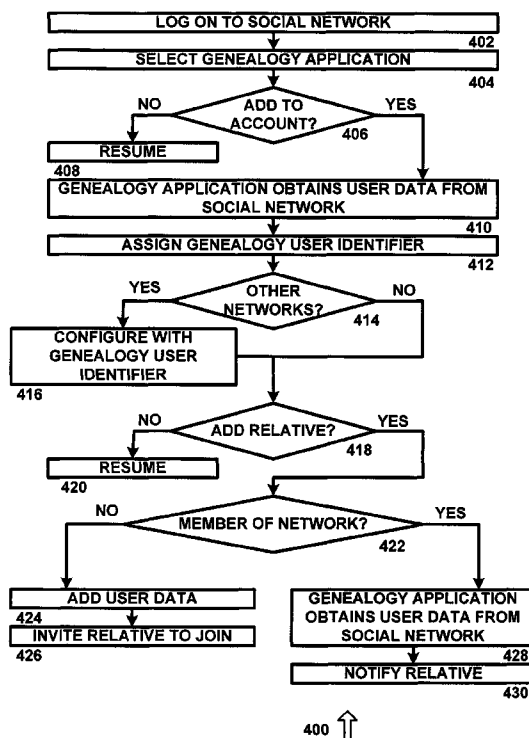 LOG ON TO SOCIAL NETWORK
402
SELECT GENEALOGY APPLICATION
404
NO
ADD TO
ACCOUNT?
YES
406
RESUME
408
GENEALOGY APPLICATION OBTAINS USER DATA FROM
SOCIAL NETWORK
410
ASSIGN GENEALOGY USER IDENTIFIER
412
YES
OTHER
NETWORKS?
NO
414
CONFIGURE WITH
GENEALOGY USER
IDENTIFIER
416
NO
ADD RELATIVE?
YES
418
RESUME
420
NO
MEMBER OF NETWORK?
YES
422
ADD USER DATA
424
INVITE RELATIVE TO JOIN
426
GENEALOGY APPLICATION
OBTAINS USER DATA FROM
SOCIAL NETWORK
428
NOTIFY RELATIVE
430
400